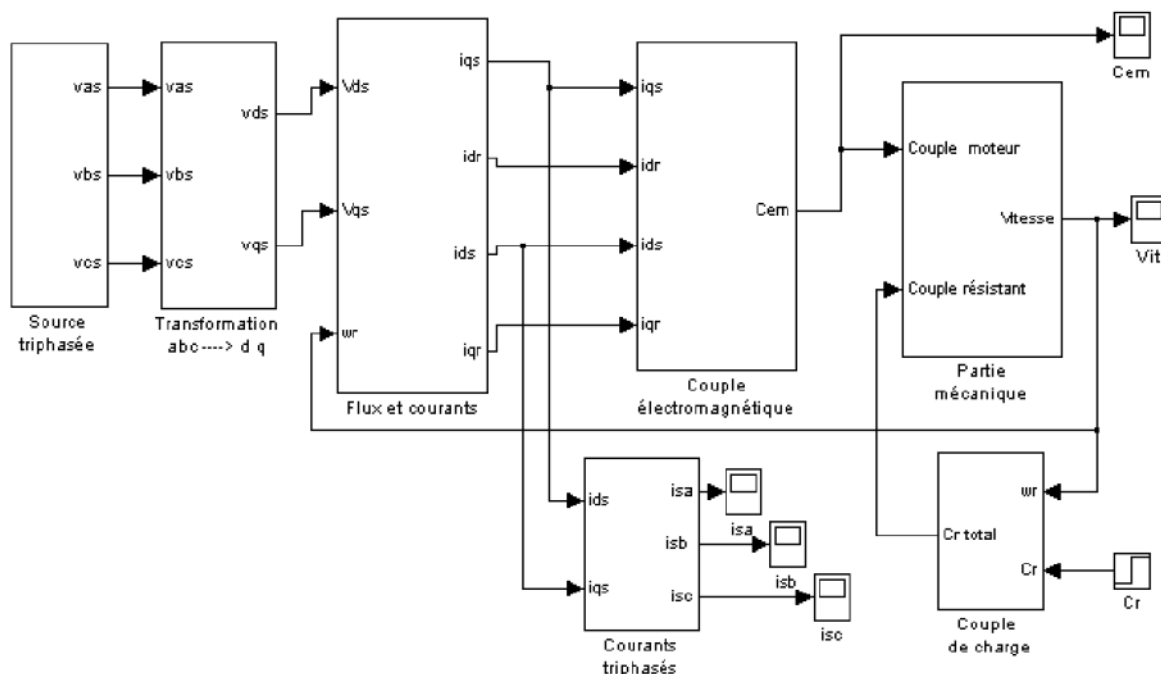 vas
vbs
vcs
Source
triphasée
vas
vbs
vcs
vds
vqs
Transformation
abc----> d q
Vds
Vqs
wr
iqs
idr
ids
iqr
Flux et courants
iqs
idr
ids
iqr
Cem
Couple
électromagnétique
Couple moteur
Couple résistant
Vitesse
Partie
mécanique
Cem
Vit
ids
iqs
isa
isb
isc
Courants
triphasés
isa
isb
isc
wr
Cr total
Cr
Couple
de charge
Cr